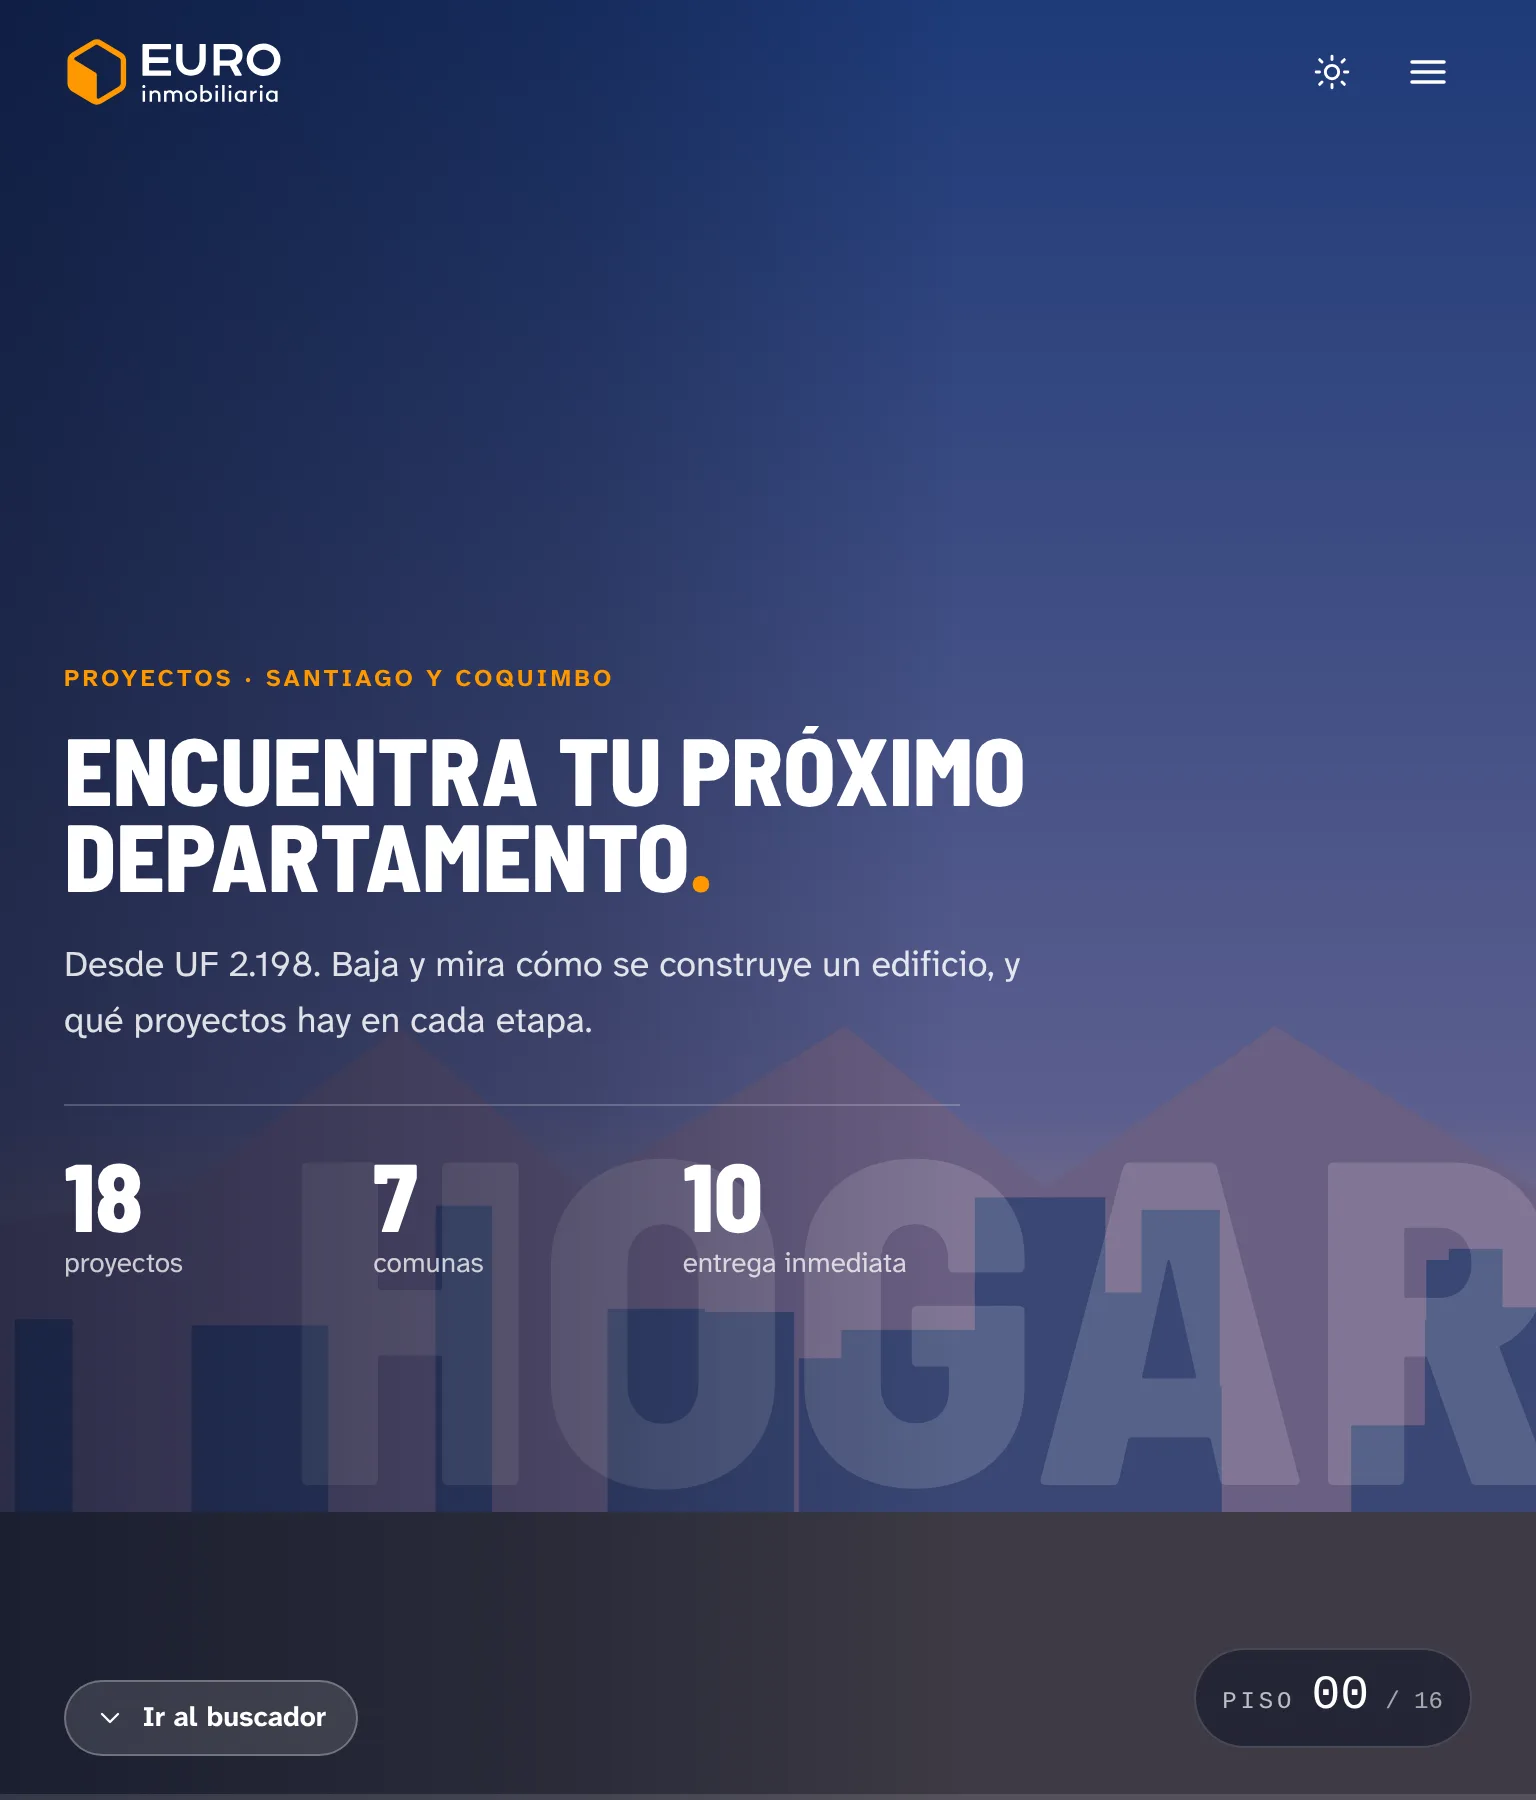 EURO
inmobiliaria
PROYECTOS · SANTIAGO Y COQUIMBO
ENCUENTRA TU PRÓXIMO
DEPARTAMENTO.
Desde UF 2.198. Baja y mira cómo se construye un edificio, y
qué proyectos hay en cada etapa.
18
proyectos
7
comunas
10
entrega inmediata
HOGAR
Ir al buscador
PISO 00 / 16